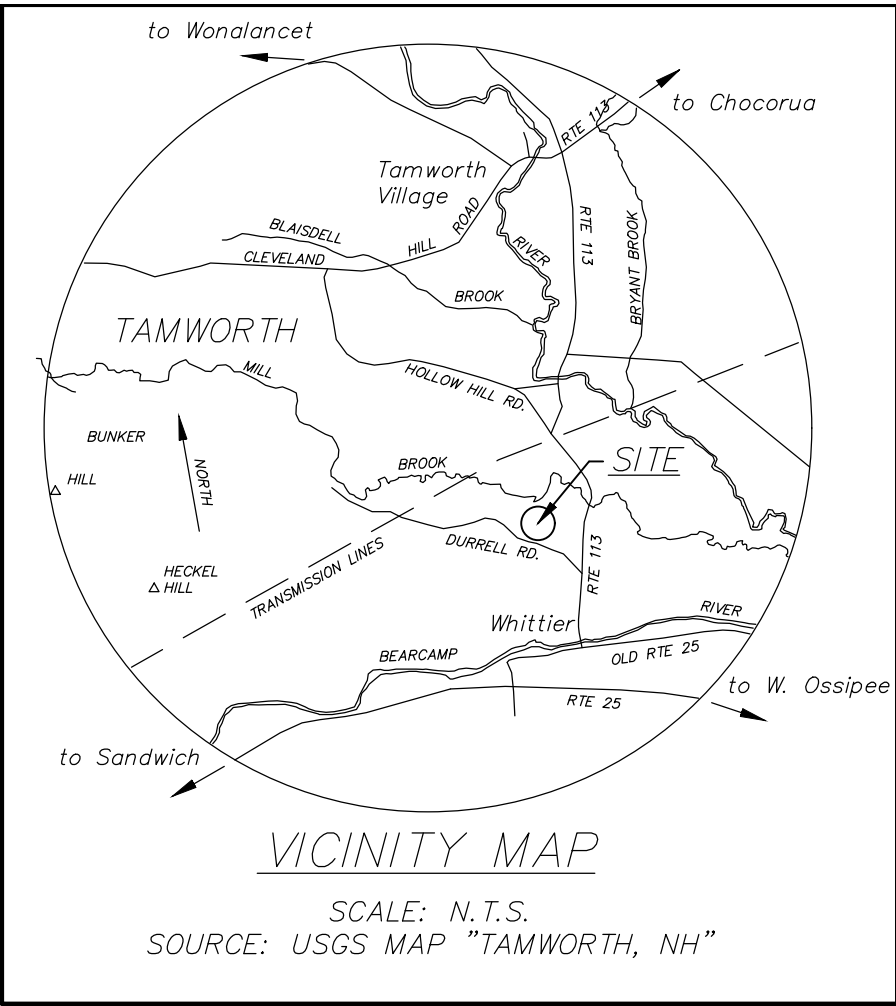 to Wonalancet
to Chocorua
RTE 113
Tamworth
Village
BLAISDELL
CLEVELAND
HILL
ROAD
RIVER
RTE 113
BRYANT BROOK
BROOK
TAMWORTH
MILL
HOLLOW HILL RD.
BUNKER
HILL
NORTH
BROOK
SITE
HECKEL
HILL
TRANSMISSION LINES
DURRELL RD.
RTE 113
Whittier
RIVER
BEARCAMP
OLD RTE 25
RTE 25
to W. Ossipee
to Sandwich
VICINITY MAP
SCALE: N.T.S.
SOURCE: USGS MAP "TAMWORTH, NH"